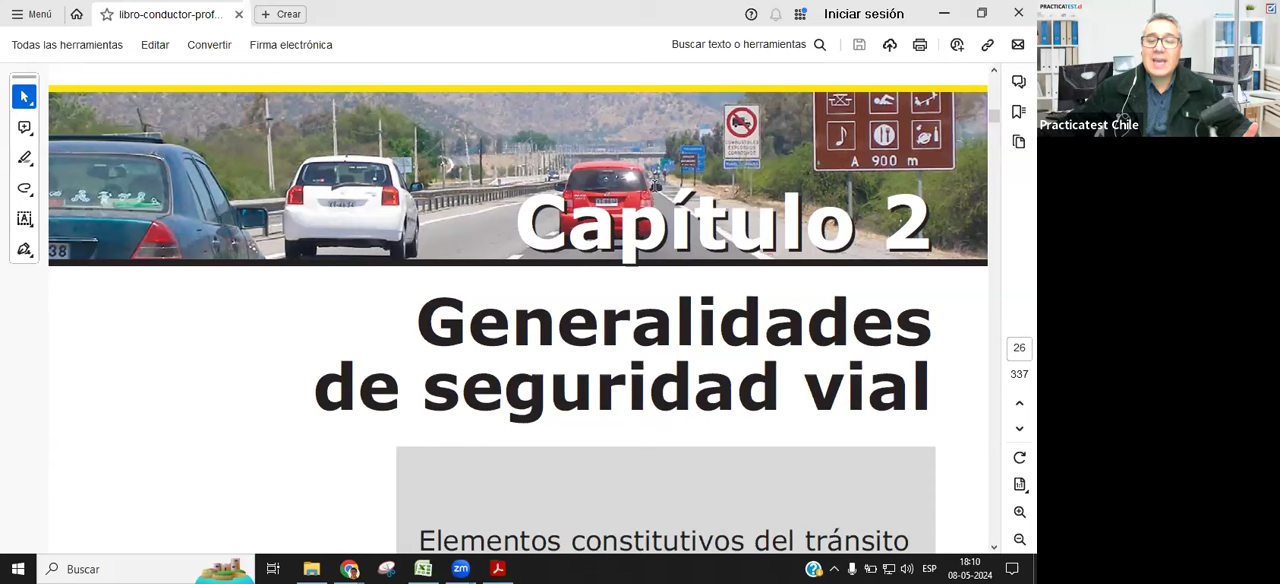 Menú
libro-conductor-prof...
Crear
Iniciar sesión
Todas las herramientas
Editar
Convertir
Firma electrónica
Buscar texto o herramientas
PRACTICATEST.cl
Practicatest Chile
A 900 m
38
Capítulo 2
Generalidades
de seguridad vial
Elementos constitutivos del tránsito
26
337
Buscar
zm
ESP
18:10
08-05-2024